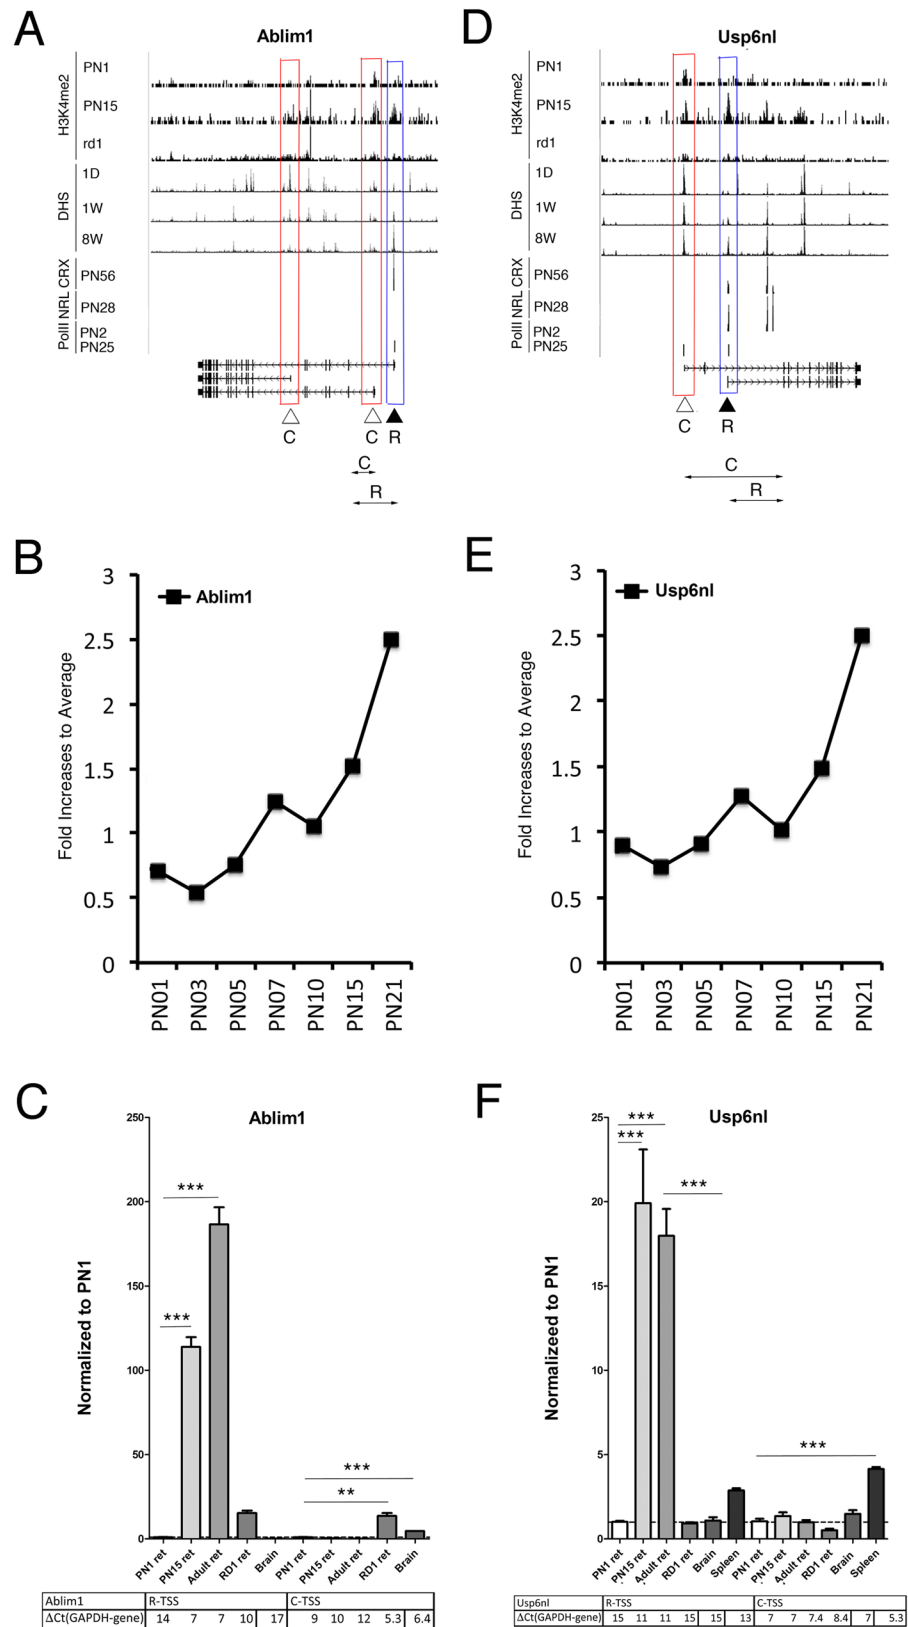 A
Ablim1
H3K4me2
PN1
PN15
rd1
DHS
1D
1W
8W
CRX
PN56
NRL
PN28
PolII
PN2
PN25
C
C
R
C
R
D
Usp6nl
H3K4me2
PN1
PN15
rd1
DHS
1D
1W
8W
CRX
PN56
NRL
PN28
PolII
PN2
PN25
C
R
C
R
B
Ablim1
Fold Increases to Average
3
2.5
2
1.5
1
0.5
0
PN01 PN03 PN05 PN07 PN10 PN15 PN21
E
Usp6nl
Fold Increases to Average
3
2.5
2
1.5
1
0.5
0
PN01 PN03 PN05 PN07 PN10 PN15 PN21
C
Ablim1
Normalized to PN1
250
200
150
100
50
0
***
***
***
**
PN1 ret PN15 ret Adult ret RD1 ret Brain PN1 ret PN15 ret Adult ret RD1 ret Brain
Ablim1 R-TSS C-TSS
ΔCt(GAPDH-gene) 14 7 7 10 17 9 10 12 5.3 6.4
F
Usp6nl
Normalizeed to PN1
25
20
15
10
5
0
***
***
***
***
PN1 ret PN15 ret Adult ret RD1 ret Brain Spleen PN1 ret PN15 ret Adult ret RD1 ret Brain Spleen
Usp6nl R-TSS C-TSS
ΔCt(GAPDH-gene) 15 11 11 15 15 13 7 7 7.4 8.4 7 5.3